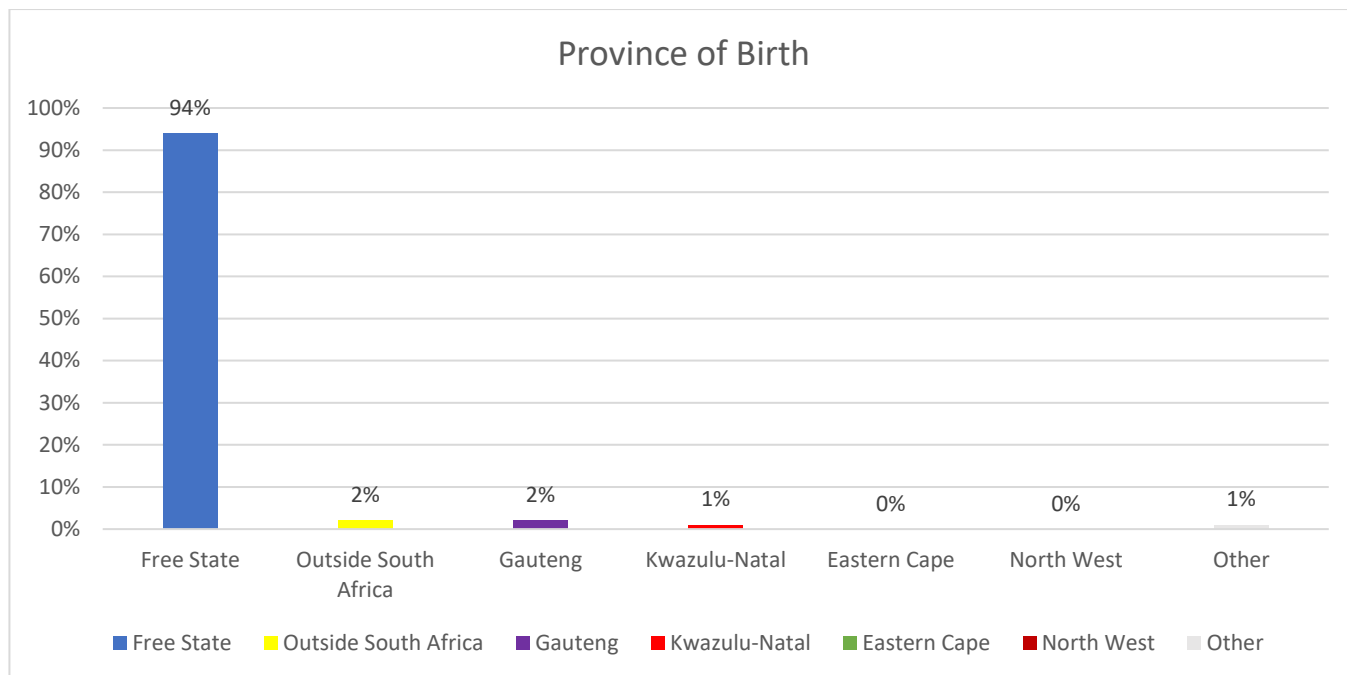 Province of Birth
100%
90%
80%
70%
60%
50%
40%
30%
20%
10%
0%
94%
2%
2%
1%
0%
0%
1%
Free State
Outside South Africa
Gauteng
Kwazulu-Natal
Eastern Cape
North West
Other
Free State Outside South Africa Gauteng Kwazulu-Natal Eastern Cape North West Other